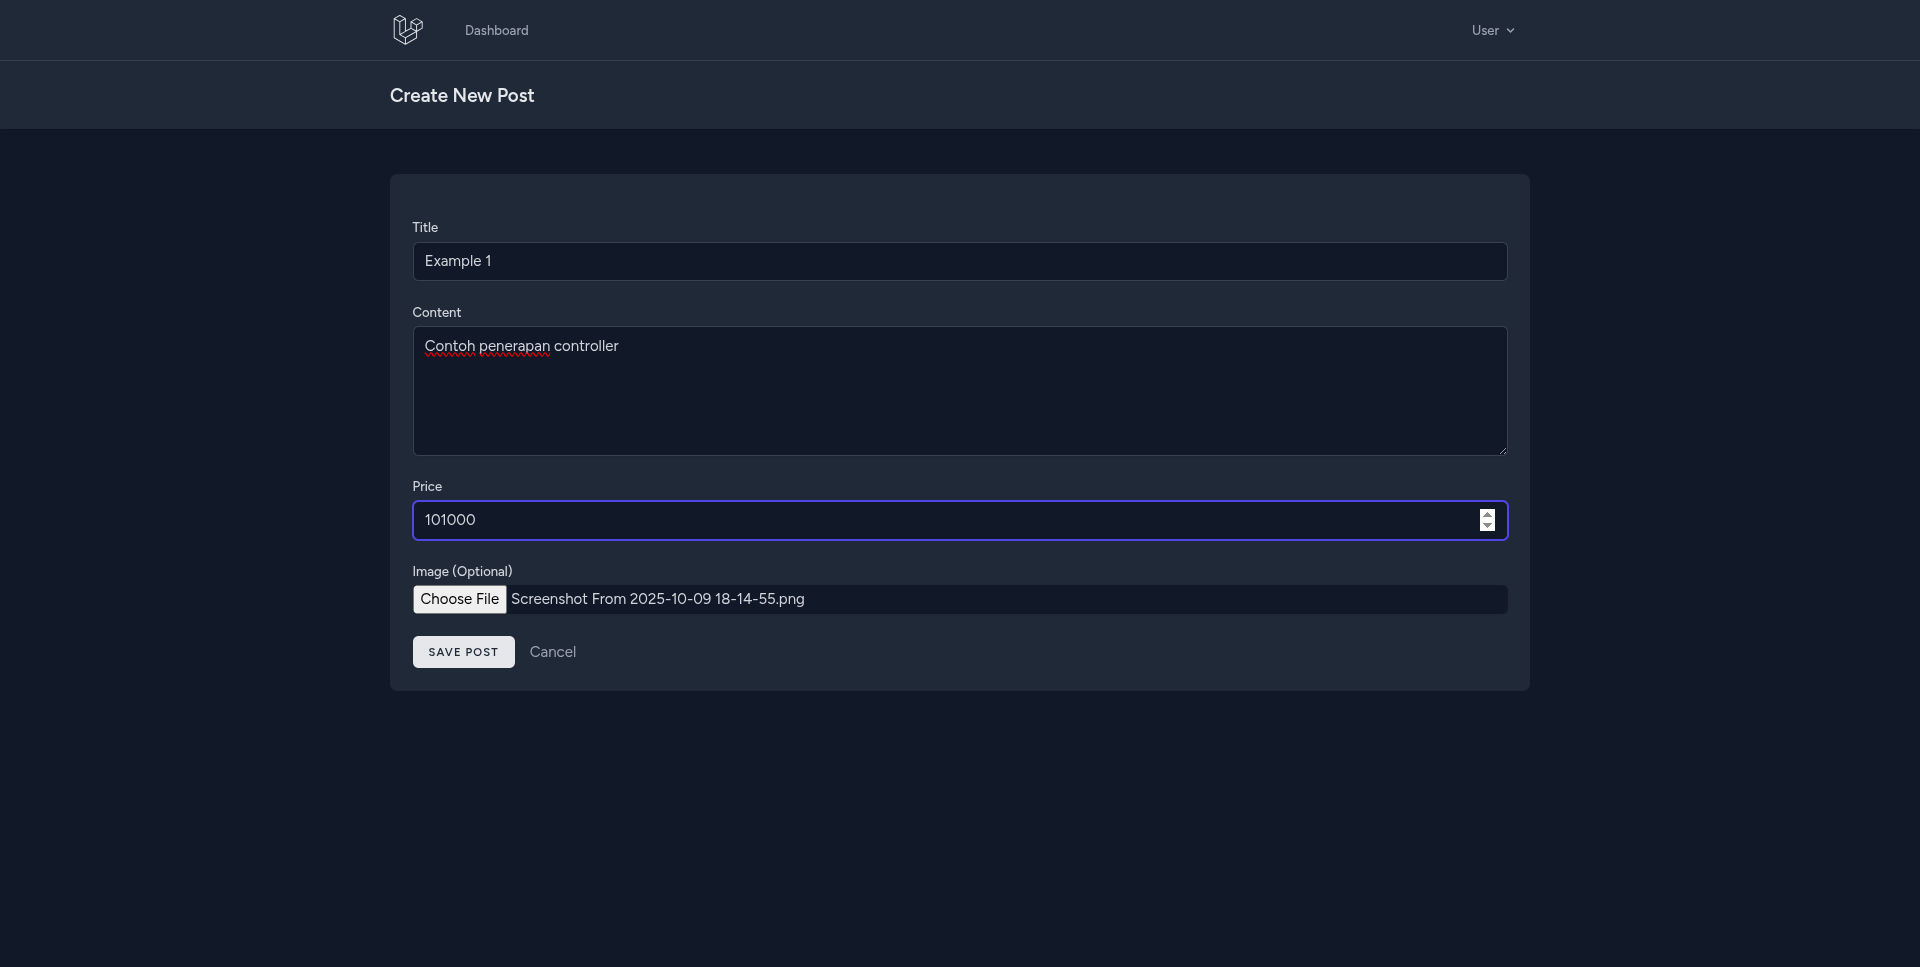 Dashboard
User
Create New Post
Title
Example 1
Content
Contoh penerapan controller
Price
101000
Image (Optional)
Choose File Screenshot From 2025-10-09 18-14-55.png
SAVE POST Cancel